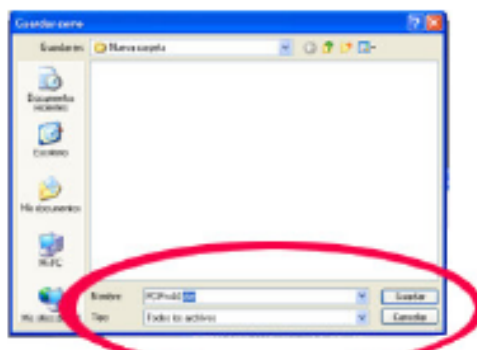 Guardar como
Guardar en: Nueva carpeta
Documentos recientes
Escritorio
Mis documentos
Mi PC
Nombre
Guardar
Tipo Todos los archivos
Cancelar